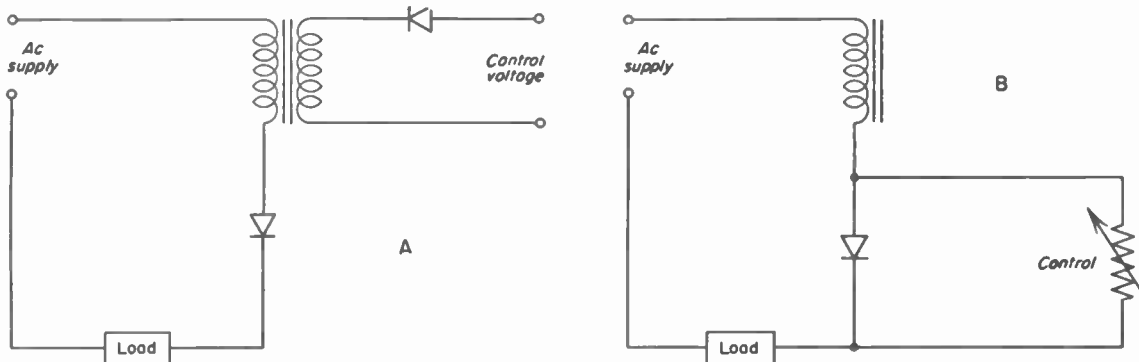 Ac
supply
Control
voltage
A
Load
Ac
supply
B
Control
Load